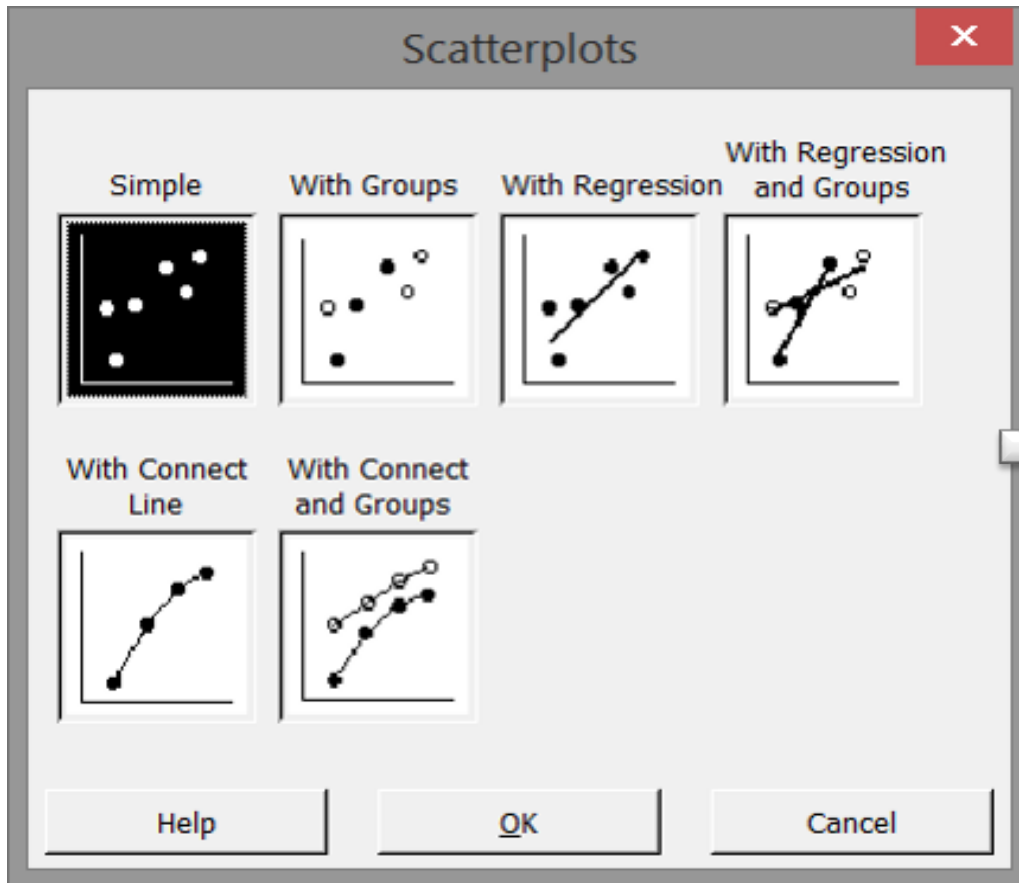 Scatterplots
Simple
With Groups
With Regression
With Regression
and Groups
With Connect
Line
With Connect
and Groups
Help
OK
Cancel